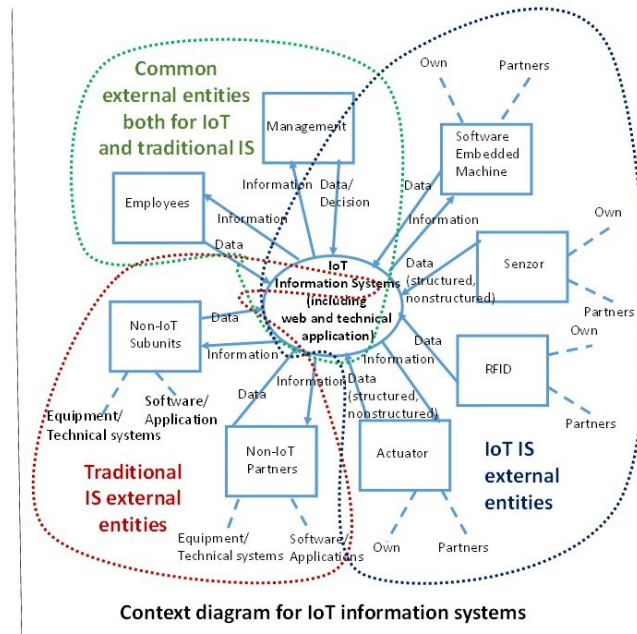 Common
external entities
both for IoT
and traditional IS
Own
Partners
Management
Software
Embedded
Machine
Employees
Information
Data/
Decision
Data
Information
Information
Data
Own
Senzor
Partners
IoT
Information Systems
(including
web and technical
application)
Data
(structured,
nonstructured)
Non-IoT
Subunits
Data
Information
Data
Information
Own
RFID
Partners
Data
Information
Data
(structured,
nonstructured)
Equipment/
Technical systems
Software/
Application
Non-IoT
Partners
Actuator
IoT IS
external
entities
Traditional
IS external
entities
Equipment/
Technical systems
Software/
Applications
Own
Partners
Context diagram for IoT information systems